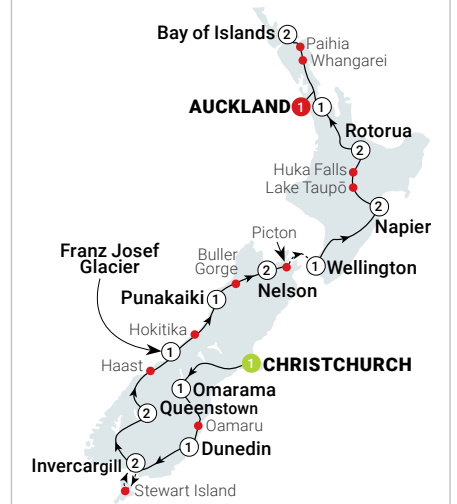 Bay of Islands 2
Paihia
Whangarei
AUCKLAND 1 1
Rotorua
2
Huka Falls
Lake Taupō
2
Napier
Picton
Franz Josef
Glacier
Buller
Gorge
2
1 Wellington
Nelson
Punakaiki 1
Hokitika
1
Haast
1 CHRISTCHURCH
1 Omarama
2 Queenstown
Oamaru
1 Dunedin
Invercargill 2
Stewart Island